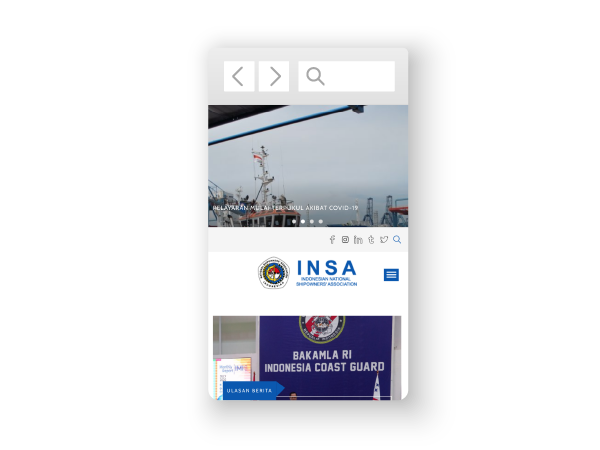 PELAYARAN MULAI TERPUKUL AKIBAT COVID-19
INSA
INDONESIAN NATIONAL
SHIPOWNERS' ASSOCIATION
BAKAMLA RI
INDONESIA COAST GUARD
ULASAN BERITA